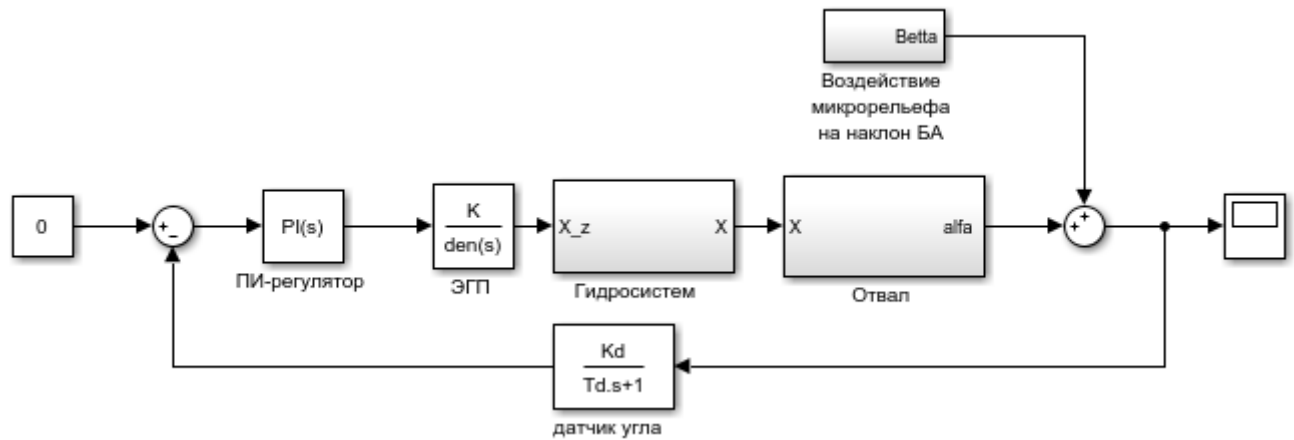 Betta
Воздействие
микрорельефа
на наклон БА
0
PI(s)
ПИ-регулятор
K
den(s)
ЭГП
X_z
X
Гидросистем
X
alfa
Отвал
Kd
Td.s+1
датчик угла